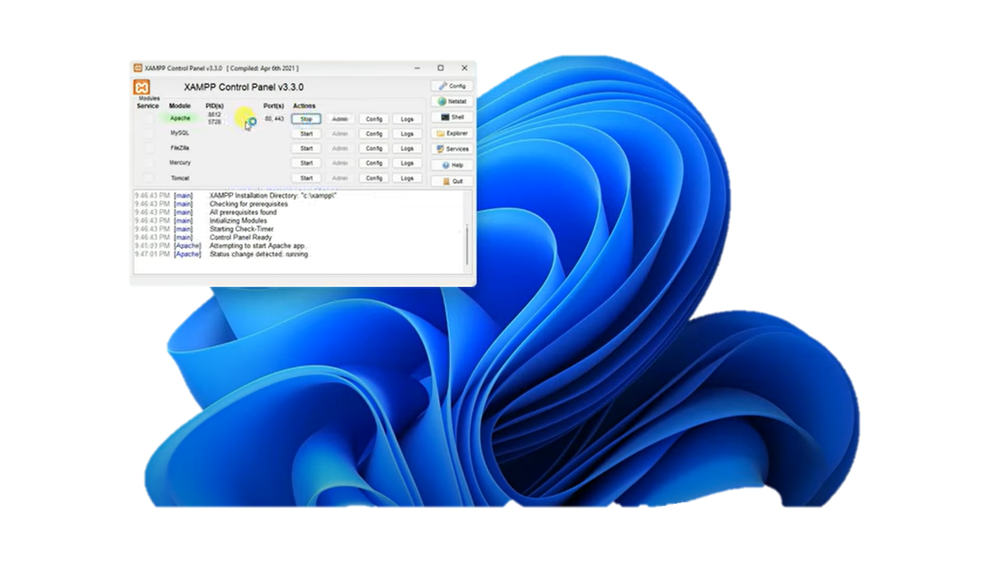 XAMPP Control Panel v3.3.0 [ Compiled: Apr 6th 2021 ]
XAMPP Control Panel v3.3.0
Config
Modules
Service Module PID(s) Port(s) Actions
Netstat
Apache 8812 5728 80, 443 Stop Admin Config Logs
Shell
MySQL Start Admin Config Logs
Explorer
FileZilla Start Admin Config Logs
Services
Mercury Start Admin Config Logs
Help
Tomcat Start Admin Config Logs
Quit
9:46:43 PM [main] XAMPP Installation Directory: "c:\xampp\"
9:46:43 PM [main] Checking for prerequisites
9:46:43 PM [main] All prerequisites found
9:46:43 PM [main] Initializing Modules
9:46:43 PM [main] Starting Check-Timer
9:46:43 PM [main] Control Panel Ready
PM [Apache] Attempting to start Apache app
9:47:01 PM [Apache] Status change detected: running